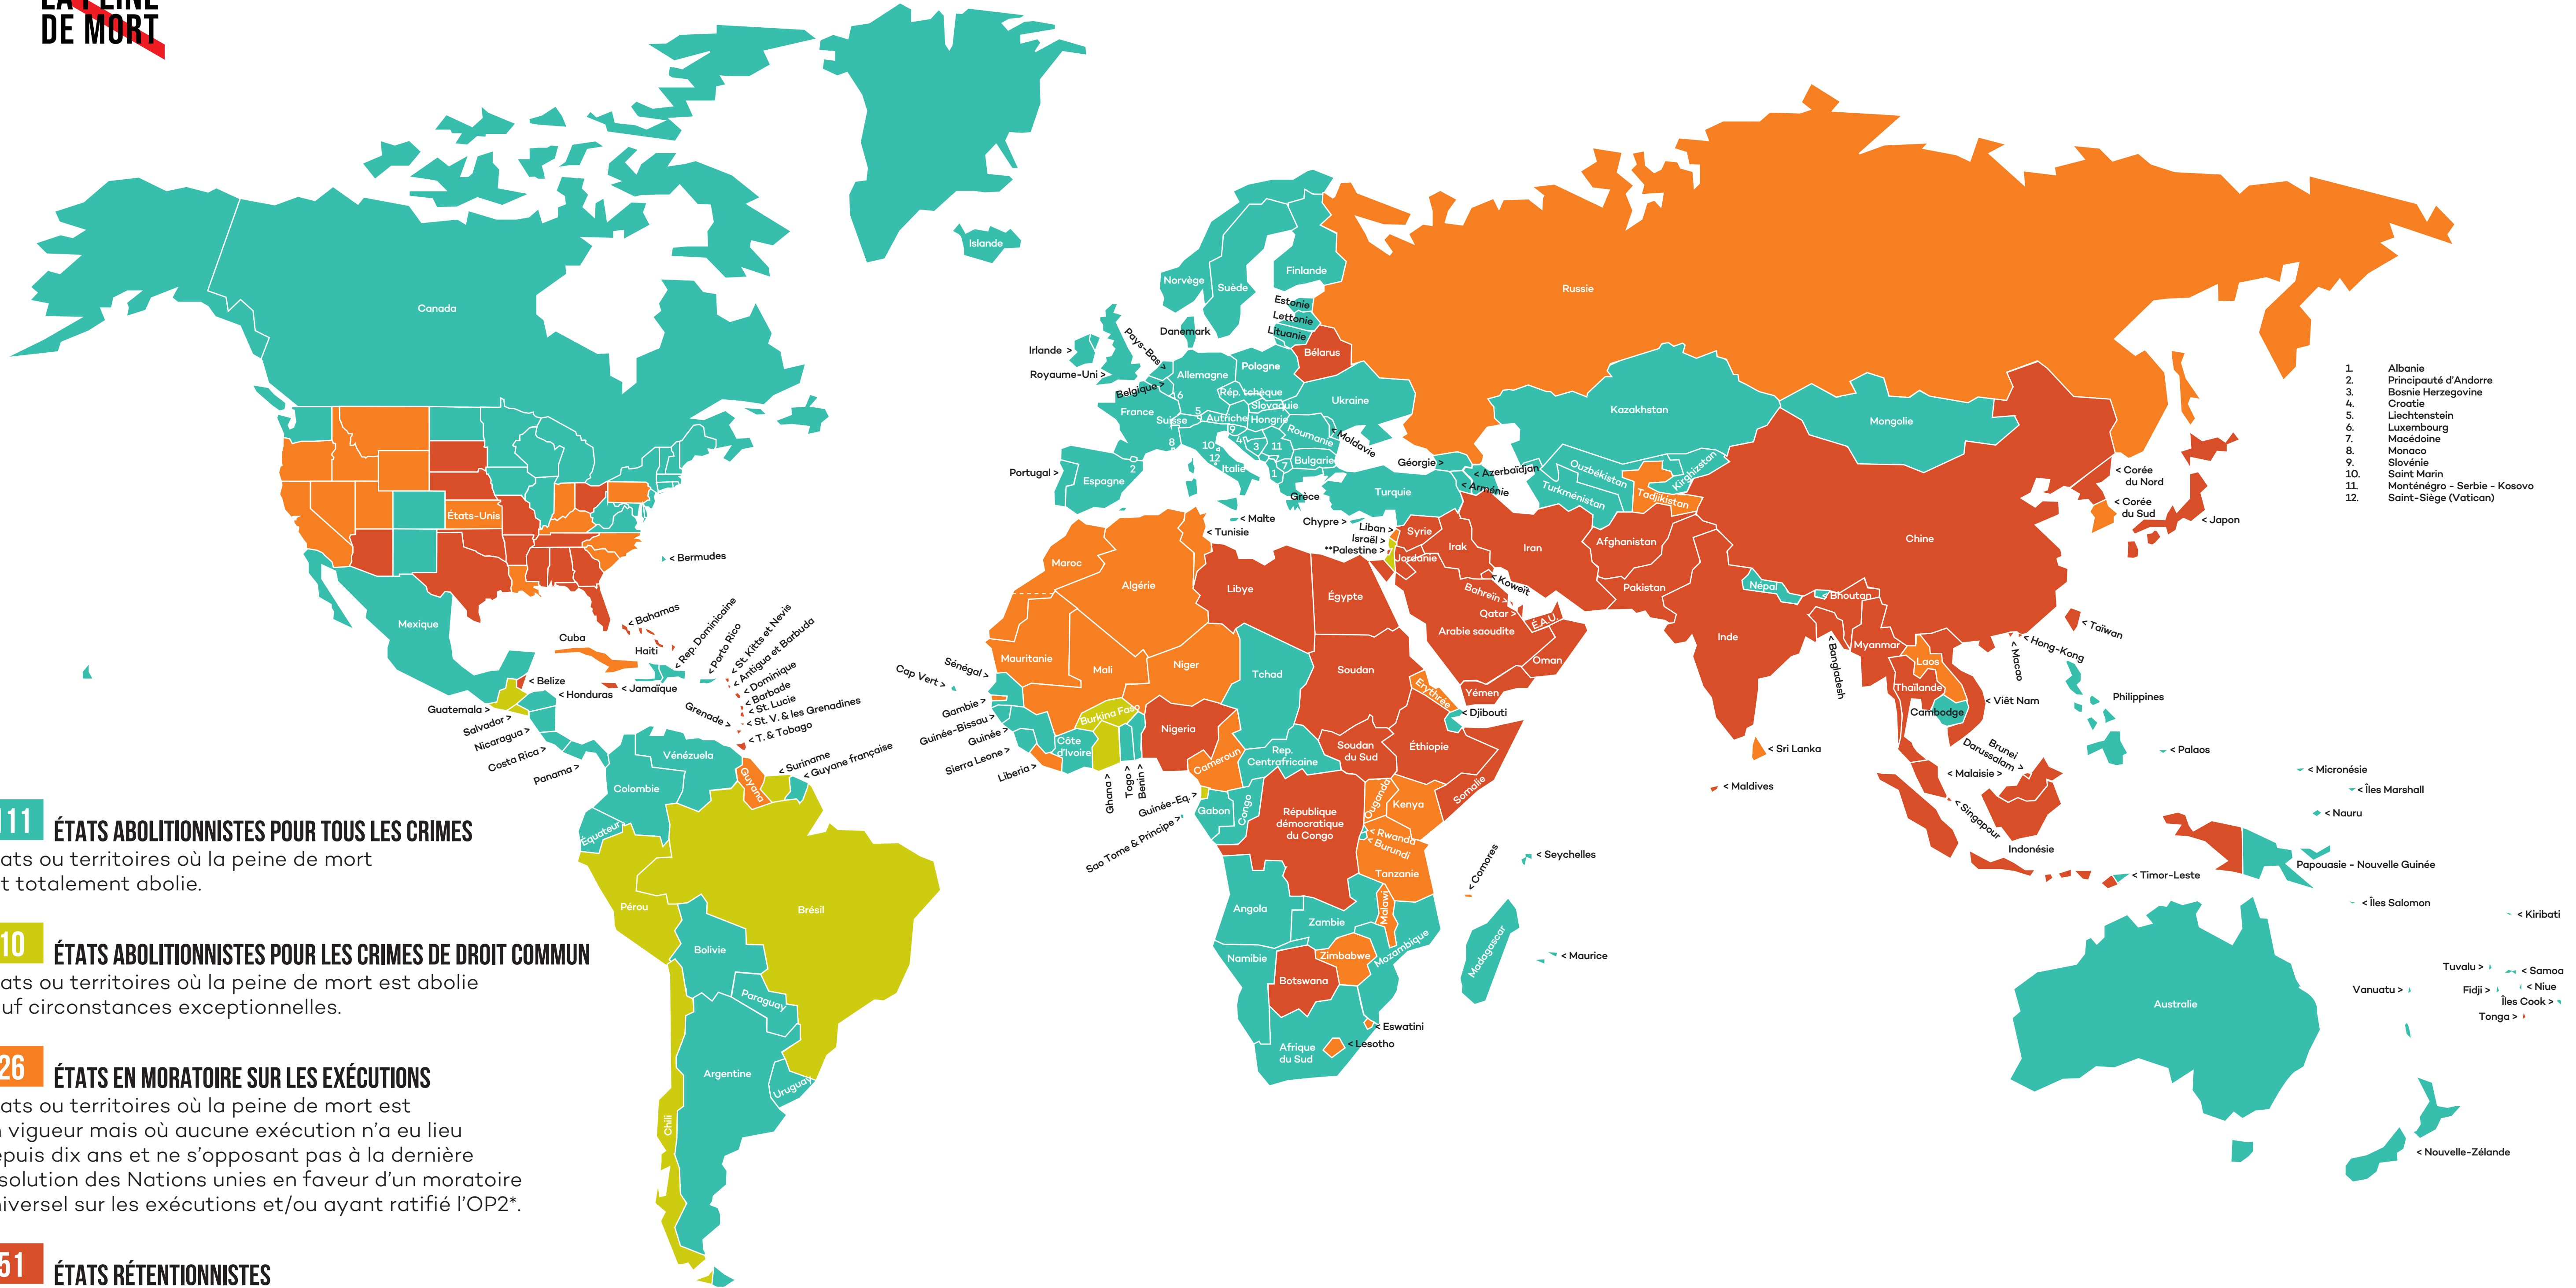 DE MORT
Canada
Islande
Norvège
Suède
Finlande
Estonie
Lettonie
Lituanie
Danemark
Pays-Bas >
Irlande >
Royaume-Uni >
Belgique >
Bélarus
Pologne
Allemagne
Rép. tchèque
Slovaquie
Ukraine
France
Suisse
Autriche
Hongrie
Roumanie
< Moldavie
Bulgarie
Italie
Portugal >
Espagne
Grèce
Turquie
Géorgie >
< Azerbaïdjan
< Arménie
1
2
3
4
5
6
7
8
9
10
11
12
Russie
Kazakhstan
Ouzbékistan
Turkménistan
Kirghizstan
Tadjikistan
Mongolie
Chine
< Corée
du Nord
< Corée
du Sud
< Japon
1. Albanie
2. Principauté d'Andorre
3. Bosnie Herzegovine
4. Croatie
5. Liechtenstein
6. Luxembourg
7. Macédoine
8. Monaco
9. Slovénie
10. Saint Marin
11. Monténégro - Serbie - Kosovo
12. Saint-Siège (Vatican)
États-Unis
< Bermudes
Mexique
< Bahamas
Cuba
Haiti
< Rep. Dominicaine
< Porto Rico
< St. Kitts et Nevis
< Antigua et Barbuda
< Dominique
< Barbade
< St. Lucie
< St. V. & les Grenadines
Grenade >
< T. & Tobago
< Jamaïque
< Belize
< Honduras
Guatemala >
Salvador >
Nicaragua >
Costa Rica >
Panama >
Vénézuela
Colombie
Guyana
< Suriname
< Guyane française
Équateur
Pérou
Brésil
Bolivie
Paraguay
Argentine
Uruguay
Chili
< Malte
< Tunisie
Chypre >
Liban >
Israël >
**Palestine >
Syrie
Jordanie
Irak
Iran
Afghanistan
Pakistan
< Koweït
Bahreïn >
Qatar >
É.A.U.
Arabie saoudite
Oman
Yémen
Maroc
Algérie
Libye
Égypte
Mauritanie
Mali
Niger
Tchad
Soudan
Erythrée
< Djibouti
Cap Vert >
Sénégal >
Gambie >
Guinée-Bissau >
Guinée >
Sierra Leone >
Liberia >
Côte
d'Ivoire
Burkina Faso
Ghana >
Togo >
Benin >
Nigeria
Cameroun
Rep.
Centrafricaine
Soudan
du Sud
Éthiopie
Somalie
Guinée-Eq. >
Sao Tome & Principe >
Gabon
Congo
République
démocratique
du Congo
Ouganda
Kenya
< Rwanda
< Burundi
Tanzanie
Angola
Zambie
Malawi
Mozambique
Zimbabwe
Namibie
Botswana
< Eswatini
< Lesotho
Afrique
du Sud
< Comores
< Seychelles
Madagascar
< Maurice
Népal
< Bhoutan
Inde
< Bangladesh
Myanmar
Laos
Thaïlande
Cambodge
< Viêt Nam
< Macao
< Hong-Kong
< Taïwan
Philippines
< Sri Lanka
< Maldives
Brunei
Darussalam >
< Malaisie >
< Singapour
Indonésie
< Palaos
< Micronésie
< Îles Marshall
< Nauru
Papouasie - Nouvelle Guinée
< Timor-Leste
< Îles Salomon
< Kiribati
Tuvalu >
< Samoa
Vanuatu >
Fidji >
< Niue
Îles Cook >
Tonga >
Australie
< Nouvelle-Zélande
111 ÉTATS ABOLITIONNISTES POUR TOUS LES CRIMES
ats ou territoires où la peine de mort
t totalement abolie.
10 ÉTATS ABOLITIONNISTES POUR LES CRIMES DE DROIT COMMUN
ats ou territoires où la peine de mort est abolie
uf circonstances exceptionnelles.
26 ÉTATS EN MORATOIRE SUR LES EXÉCUTIONS
ats ou territoires où la peine de mort est
vigueur mais où aucune exécution n'a eu lieu
epuis dix ans et ne s'opposant pas à la dernière
solution des Nations unies en faveur d'un moratoire
iversel sur les exécutions et/ou ayant ratifié l'OP2*.
51 ÉTATS RÉTENTIONNISTES